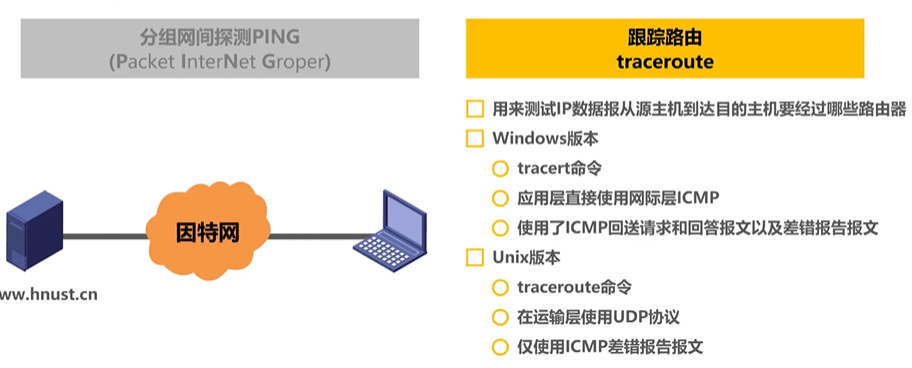 分组网间探测PING
(Packet InterNet Groper)
因特网
ww.hnust.cn
跟踪路由
traceroute
用来测试IP数据报从源主机到达目的主机要经过哪些路由器
Windows版本
tracert命令
应用层直接使用网际层ICMP
使用了ICMP回送请求和回答报文以及差错报告报文
Unix版本
traceroute命令
在运输层使用UDP协议
仅使用ICMP差错报告报文